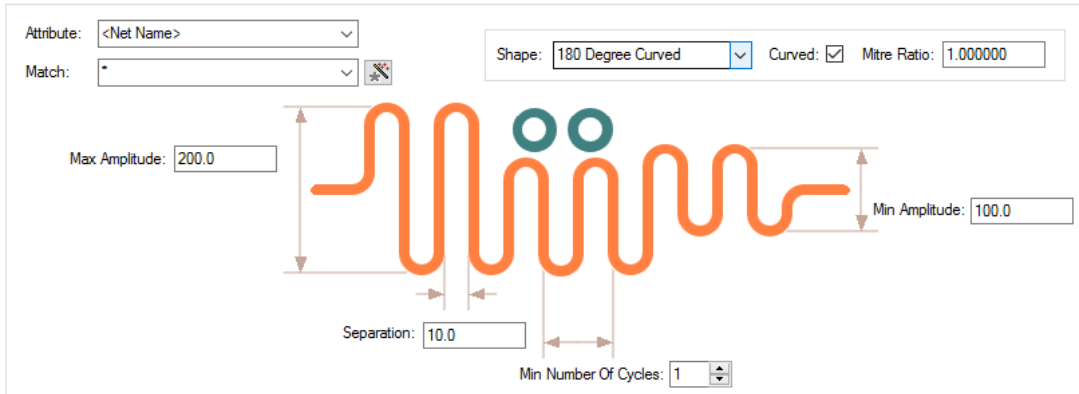 Attribute: <Net Name>
Shape: 180 Degree Curved Curved: Mitre Ratio: 1.000000
Match: *
Max Amplitude: 200.0
Min Amplitude: 100.0
Separation: 10.0
Min Number Of Cycles: 1